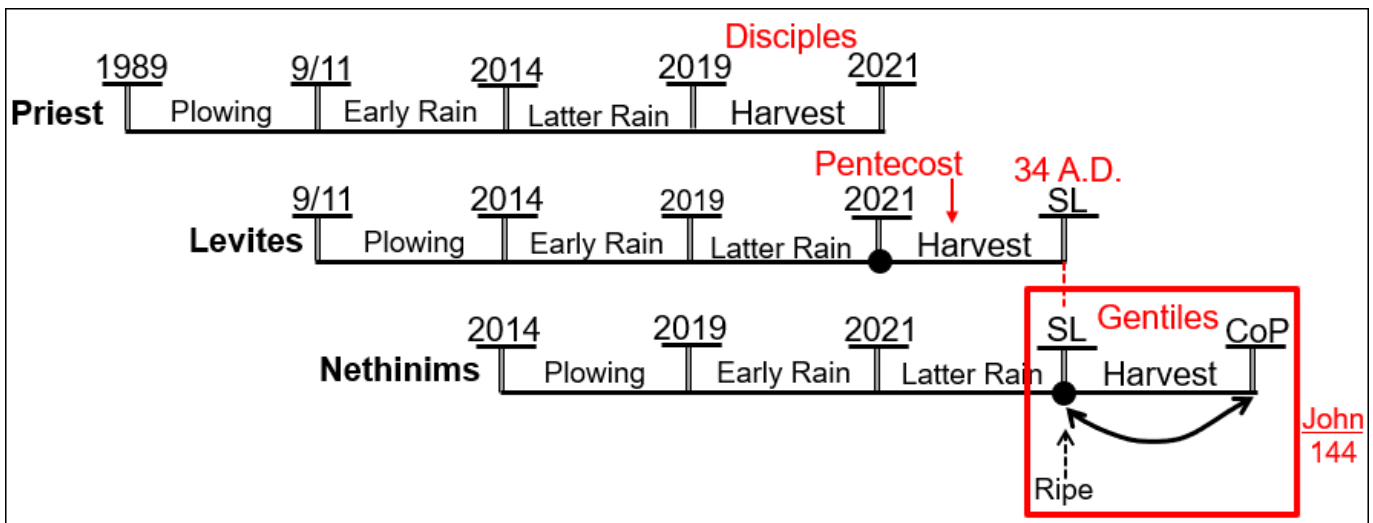 Disciples
1989 9/11 2014 2019 2021
Priest Plowing Early Rain Latter Rain Harvest
Pentecost 34 A.D.
9/11 2014 2019 2021 SL
Levites Plowing Early Rain Latter Rain Harvest
Gentiles
2014 2019 2021 SL CoP
Nethinims Plowing Early Rain Latter Rain Harvest
John
144
Ripe